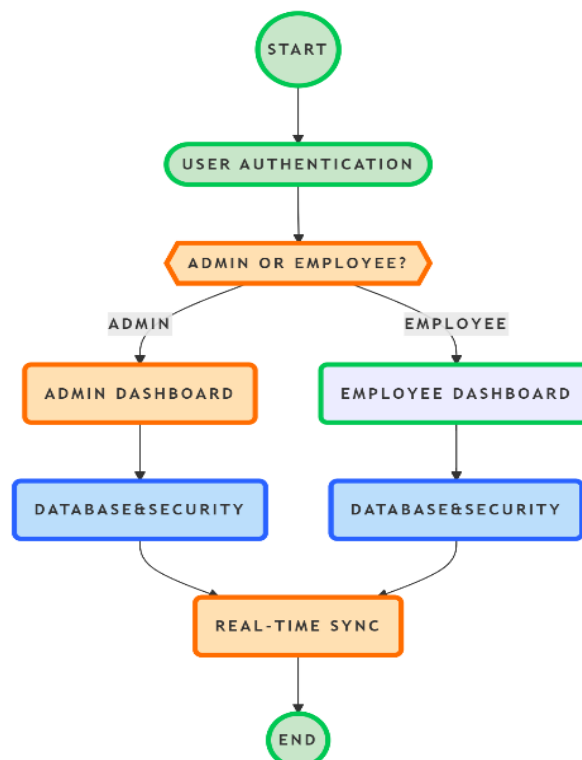 START
USER AUTHENTICATION
ADMIN OR EMPLOYEE?
ADMIN
EMPLOYEE
ADMIN DASHBOARD
EMPLOYEE DASHBOARD
DATABASE&SECURITY
DATABASE&SECURITY
REAL-TIME SYNC
END